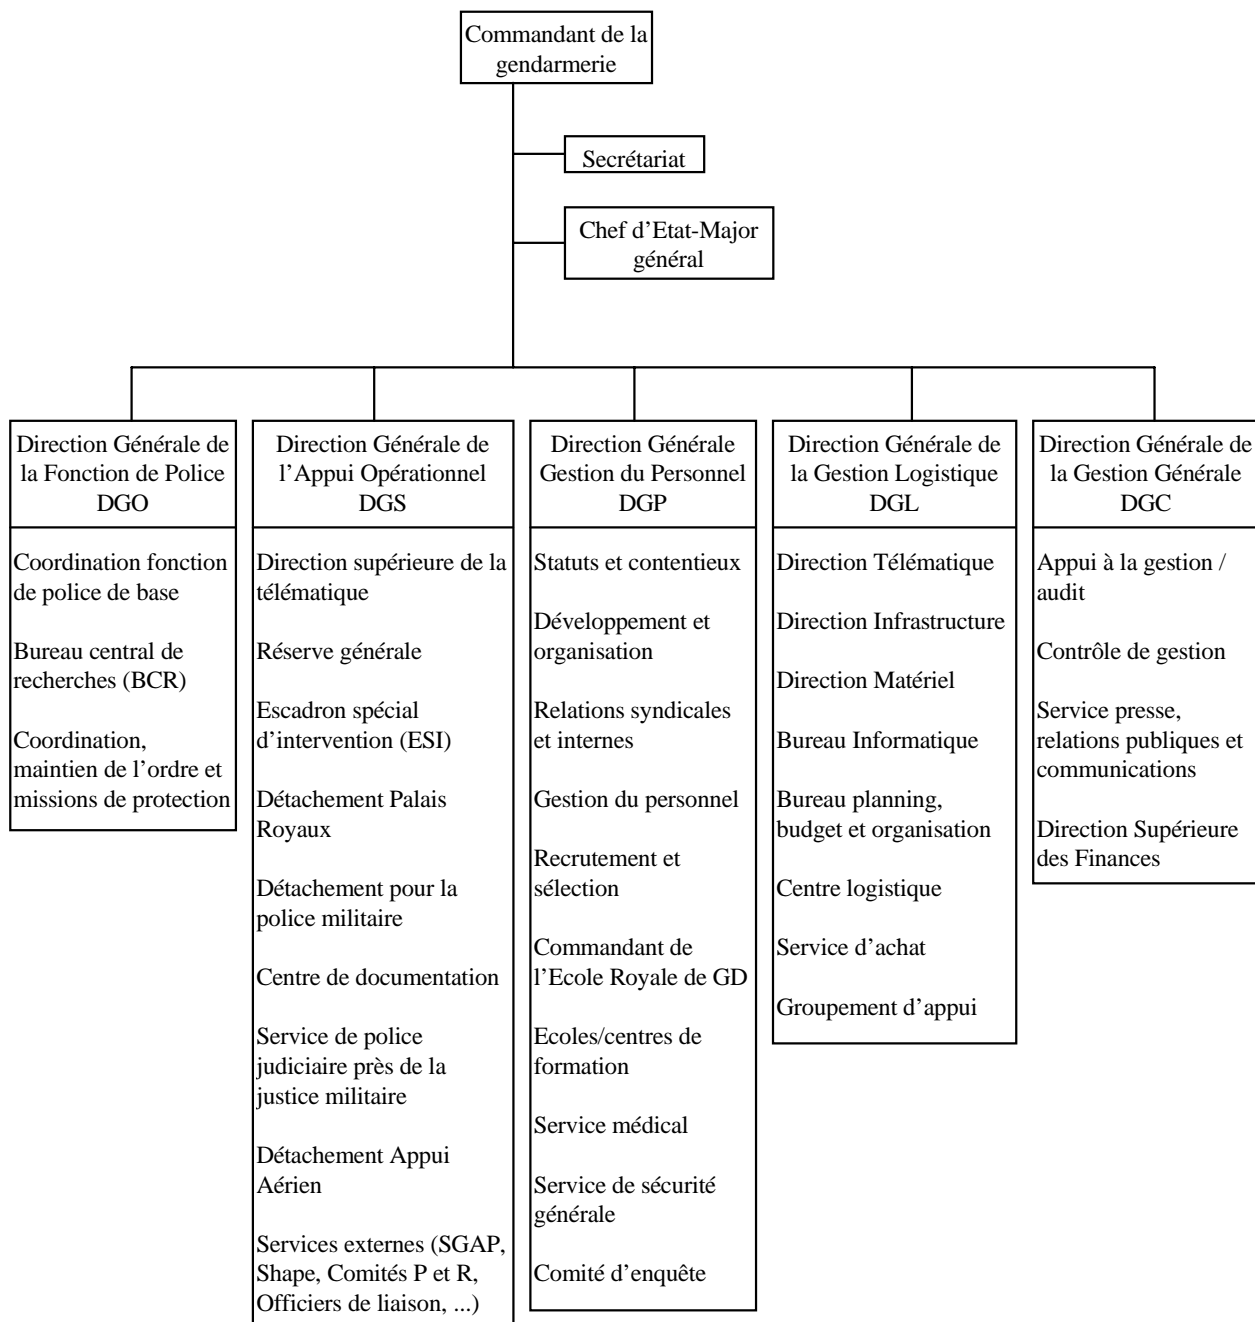 Commandant de la
gendarmerie
Secrétariat
Chef d'Etat-Major
général
Direction Générale de
la Fonction de Police
DGO
Coordination fonction
de police de base
Bureau central de
recherches (BCR)
Coordination,
maintien de l'ordre et
missions de protection
Direction Générale de
l'Appui Opérationnel
DGS
Direction supérieure de la
télématique
Réserve générale
Escadron spécial
d'intervention (ESI)
Détachement Palais
Royaux
Détachement pour la
police militaire
Centre de documentation
Service de police
judiciaire près de la
justice militaire
Détachement Appui
Aérien
Services externes (SGAP,
Shape, Comités P et R,
Officiers de liaison, ...)
Direction Générale
Gestion du Personnel
DGP
Statuts et contentieux
Développement et
organisation
Relations syndicales
et internes
Gestion du personnel
Recrutement et
sélection
Commandant de
l'Ecole Royale de GD
Ecoles/centres de
formation
Service médical
Service de sécurité
générale
Comité d'enquête
Direction Générale de
la Gestion Logistique
DGL
Direction Télématique
Direction Infrastructure
Direction Matériel
Bureau Informatique
Bureau planning,
budget et organisation
Centre logistique
Service d'achat
Groupement d'appui
Direction Générale de
la Gestion Générale
DGC
Appui à la gestion /
audit
Contrôle de gestion
Service presse,
relations publiques et
communications
Direction Supérieure
des Finances